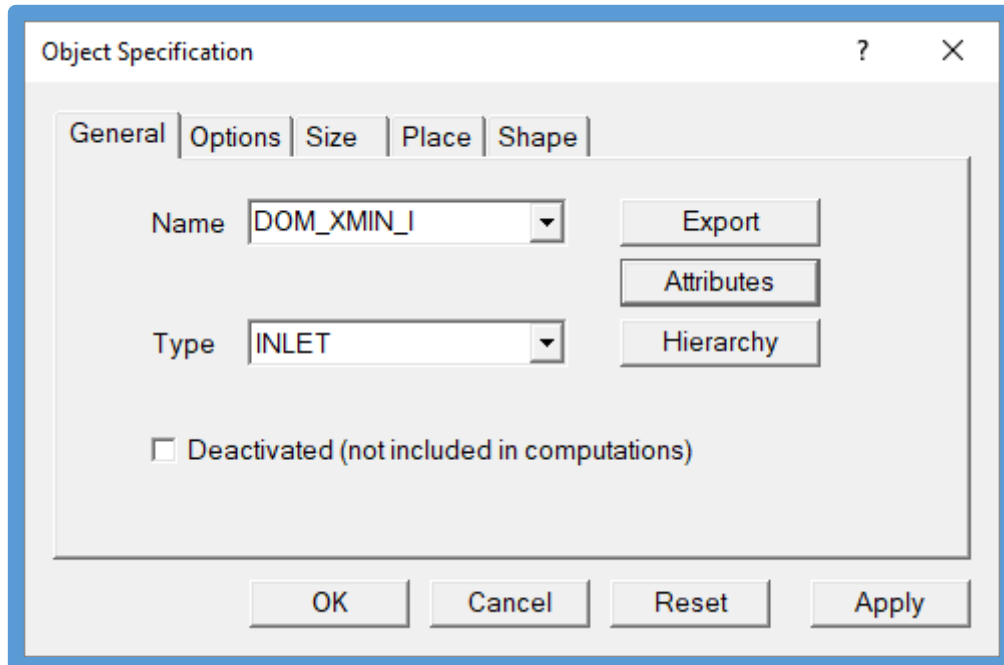 Object Specification ?
General Options Size Place Shape
Name DOM_XMIN_I Export
Attributes
Type INLET Hierarchy
Deactivated (not included in computations)
OK Cancel Reset Apply